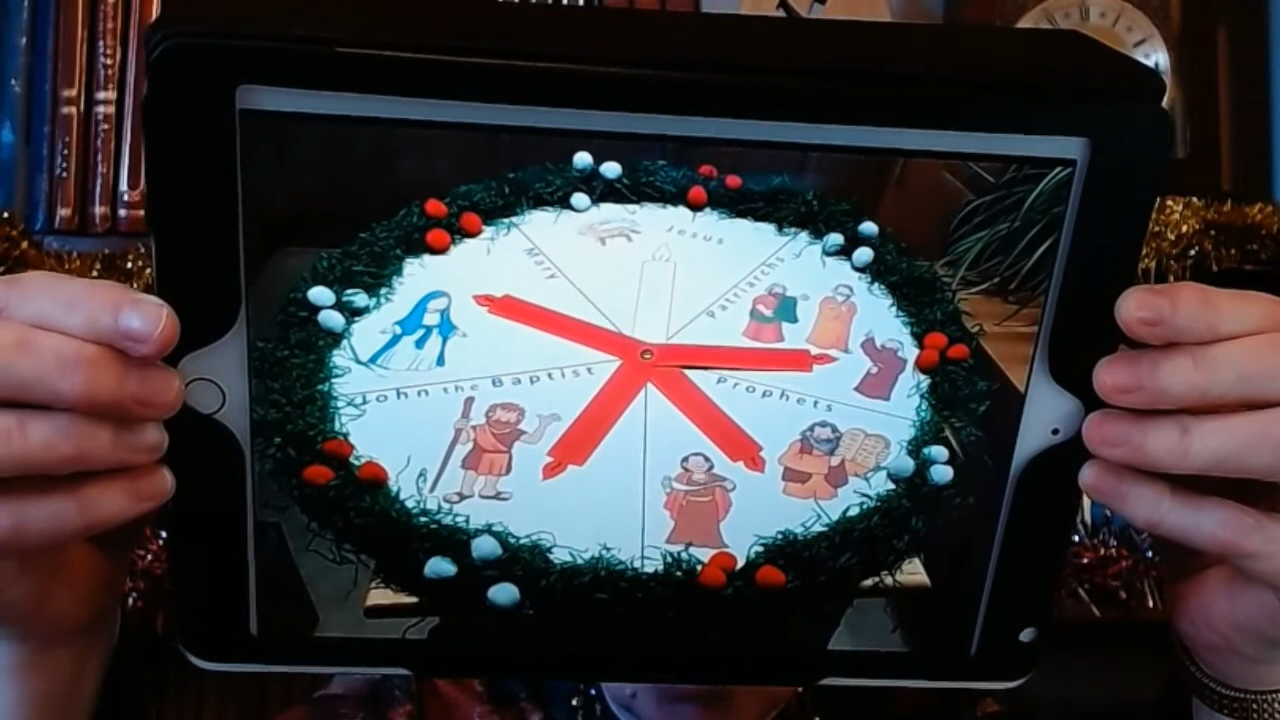 Jesus
Mary
Patriarchs
John the Baptist
Prophets